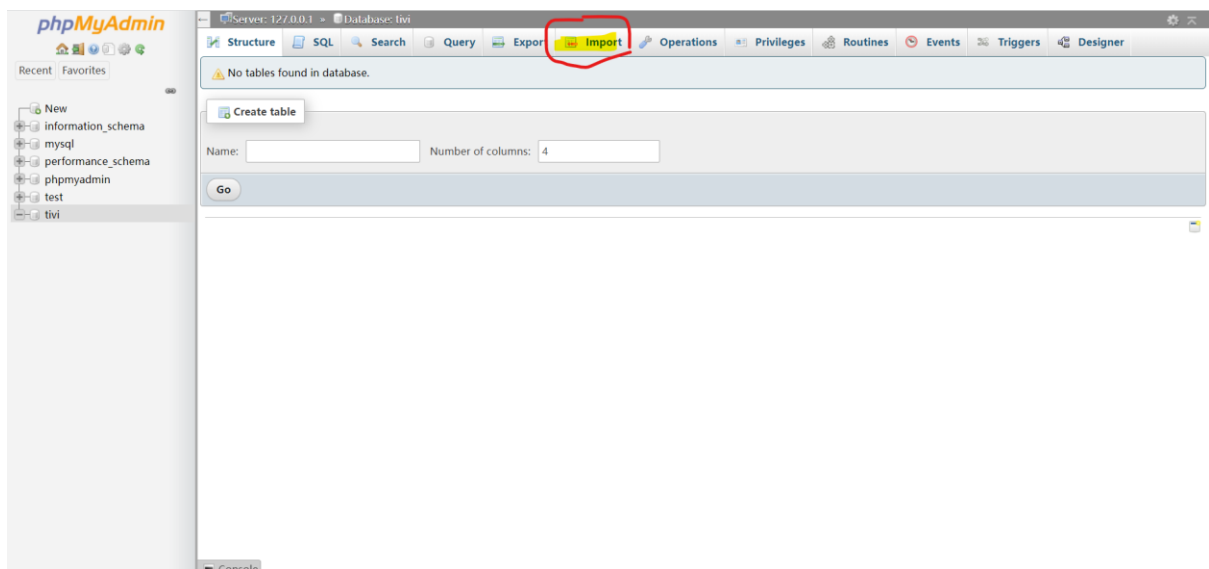 phpMyAdmin
Recent Favorites
New
information_schema
mysql
performance_schema
phpmyadmin
test
tivi
Server: 127.0.0.1 » Database: tivi
Structure SQL Search Query Export Import Operations Privileges Routines Events Triggers Designer
No tables found in database.
Create table
Name: Number of columns: 4
Go
Console